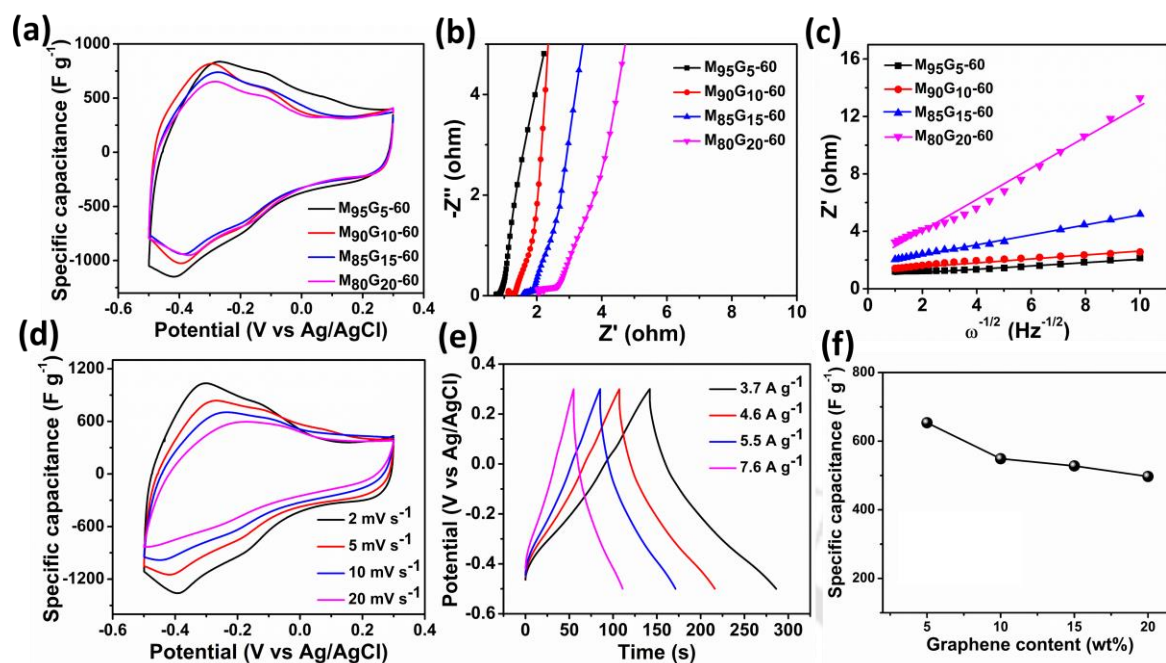 (a)
Specific capacitance (F g⁻¹)
1000
500
0
-500
-1000
M₉₅G₅-60
M₉₀G₁₀-60
M₈₅G₁₅-60
M₈₀G₂₀-60
-0.6 -0.4 -0.2 0.0 0.2 0.4
Potential (V vs Ag/AgCl)
(b)
-Z'' (ohm)
4
2
0
M₉₅G₅-60
M₉₀G₁₀-60
M₈₅G₁₅-60
M₈₀G₂₀-60
0 2 4 6 8 10
Z' (ohm)
(c)
Z' (ohm)
16
12
8
4
0
M₉₅G₅-60
M₉₀G₁₀-60
M₈₅G₁₅-60
M₈₀G₂₀-60
0 2 4 6 8 10
ω⁻¹/² (Hz⁻¹/²)
(d)
Specific capacitance (F g⁻¹)
1200
600
0
-600
-1200
2 mV s⁻¹
5 mV s⁻¹
10 mV s⁻¹
20 mV s⁻¹
-0.6 -0.4 -0.2 0.0 0.2 0.4
Potential (V vs Ag/AgCl)
(e)
Potential (V vs Ag/AgCl)
0.6
0.3
0.0
-0.3
-0.6
3.7 A g⁻¹
4.6 A g⁻¹
5.5 A g⁻¹
7.6 A g⁻¹
0 50 100 150 200 250 300
Time (s)
(f)
Specific capacitance (F g⁻¹)
800
600
400
200
5 10 15 20
Graphene content (wt%)